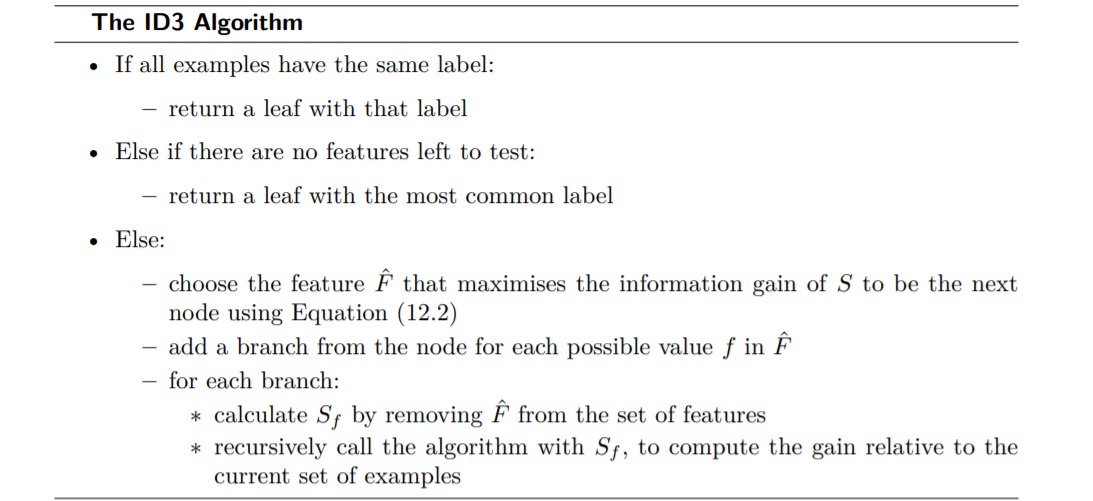 The ID3 Algorithm
• If all examples have the same label:
– return a leaf with that label
• Else if there are no features left to test:
– return a leaf with the most common label
• Else:
– choose the feature F̂ that maximises the information gain of S to be the next
node using Equation (12.2)
– add a branch from the node for each possible value f in F̂
– for each branch:
∗ calculate S_f by removing F̂ from the set of features
∗ recursively call the algorithm with S_f, to compute the gain relative to the
current set of examples